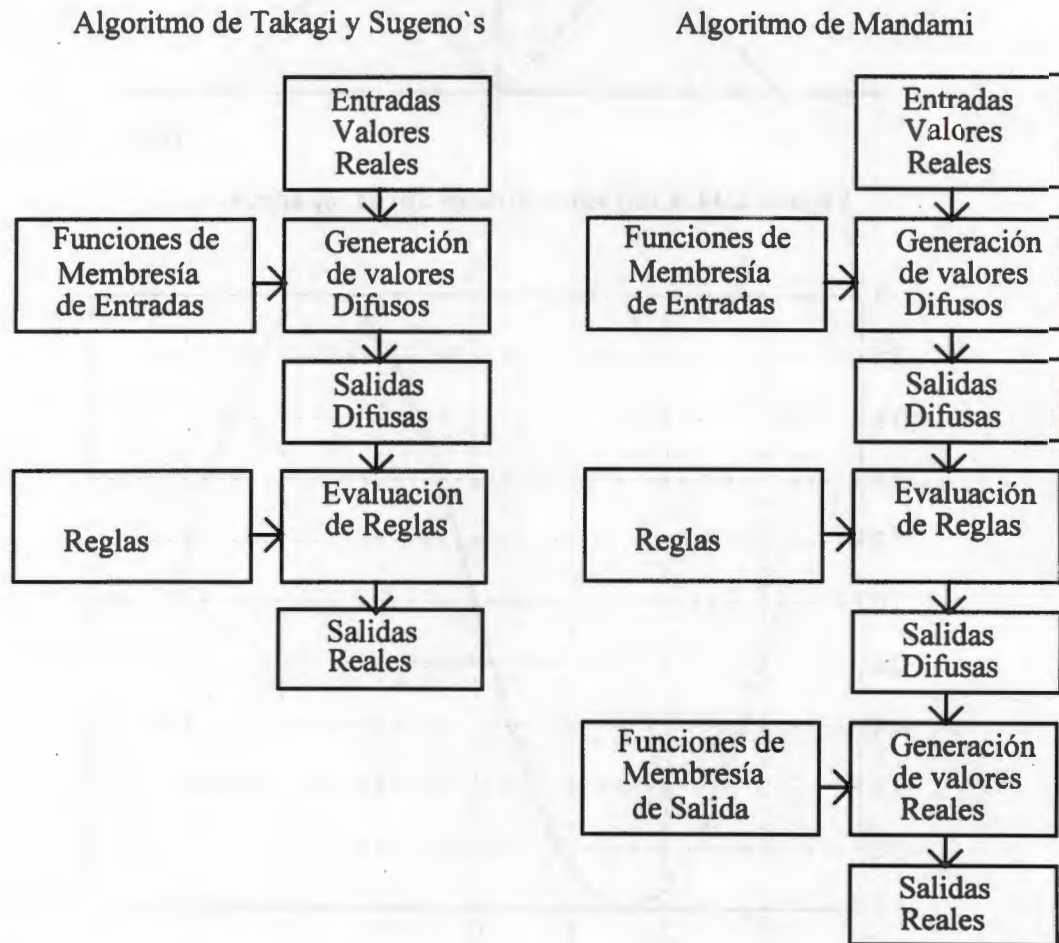 Algoritmo de Takagi y Sugeno`s
Entradas
Valores
Reales
Funciones de
Membresía
de Entradas
Generación
de valores
Difusos
Salidas
Difusas
Reglas
Evaluación
de Reglas
Salidas
Reales
Algoritmo de Mandami
Entradas
Valores
Reales
Funciones de
Membresía
de Entradas
Generación
de valores
Difusos
Salidas
Difusas
Reglas
Evaluación
de Reglas
Salidas
Difusas
Funciones de
Membresía
de Salida
Generación
de valores
Reales
Salidas
Reales